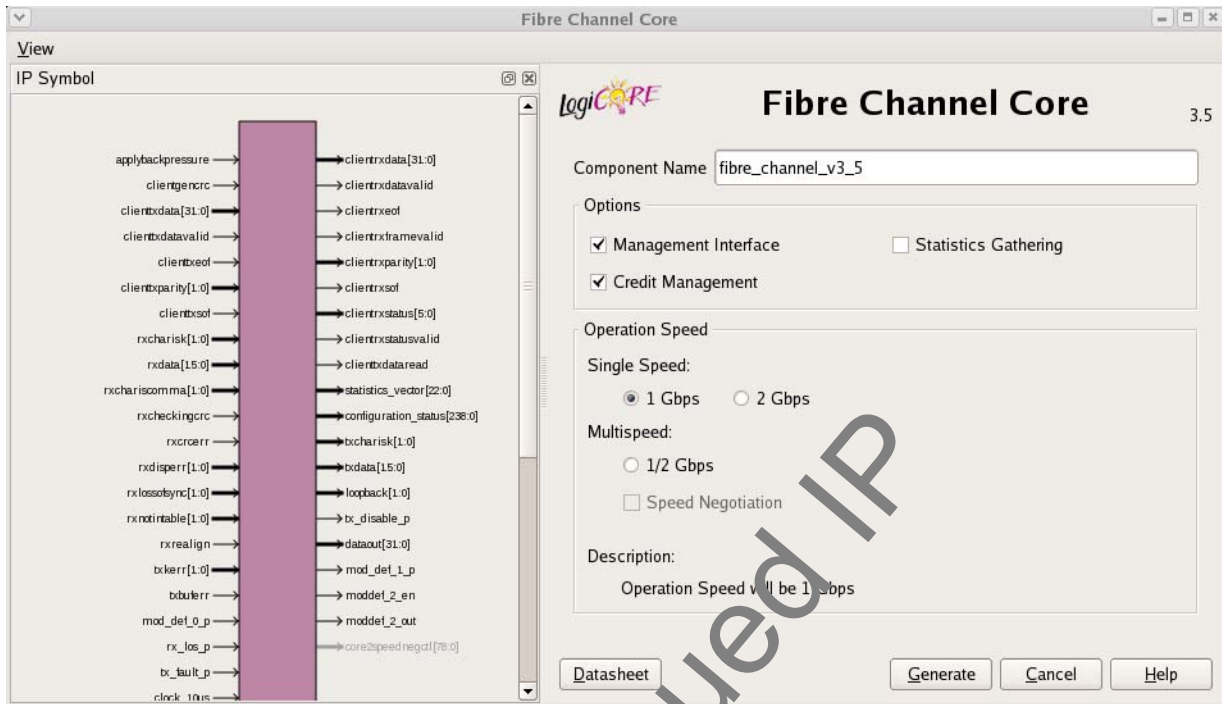 Fibre Channel Core
View
IP Symbol
applybackpressure
clientgencrc
clienttxdata[31:0]
clienttxdatavalid
clienttxeof
clienttxparity[1:0]
clienttxsof
rxcharisk[1:0]
rxdata[15:0]
rxchariscomma[1:0]
rxcheckingcrc
rxcrcerr
rxdisperr[1:0]
rxlossofsync[1:0]
rxnotintable[1:0]
rxrealign
txkerr[1:0]
txbuferr
mod_def_0_p
rx_los_p
tx_fault_p
clock_10us
clientrxdata[31:0]
clientrxdatavalid
clientrxeof
clientrxframevalid
clientrxparity[1:0]
clientrxsof
clientrxstatus[5:0]
clientrxstatusvalid
clienttxdataread
statistics_vector[22:0]
configuration_status[238:0]
txcharisk[1:0]
txdata[15:0]
loopback[1:0]
tx_disable_p
dataout[31:0]
mod_def_1_p
moddef_2_en
moddef_2_out
core2speednegctl[78:0]
LogiCORE
Fibre Channel Core
3.5
Component Name fibre_channel_v3_5
Options
Management Interface Statistics Gathering
Credit Management
Operation Speed
Single Speed:
1 Gbps 2 Gbps
Multispeed:
1/2 Gbps
Speed Negotiation
Description:
Operation Speed will be 1 Gbps
Datasheet Generate Cancel Help
ued IP